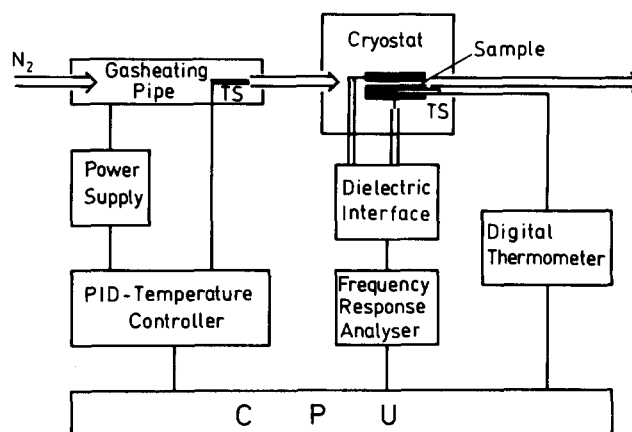 N2
Gasheating
Pipe
TS
Cryostat
Sample
TS
Power
Supply
Dielectric
Interface
Digital
Thermometer
PID-Temperature
Controller
Frequency
Response
Analyser
C P U